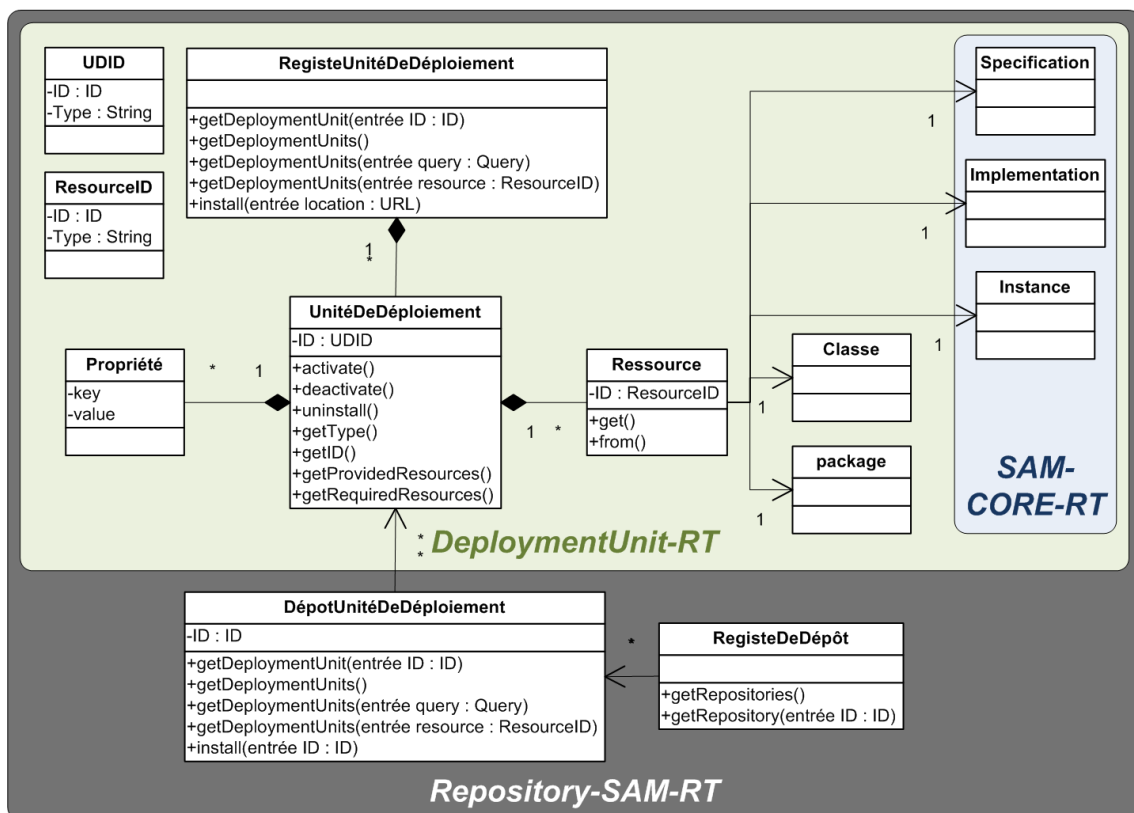 UDID
-ID : ID
-Type : String
ResourceID
-ID : ID
-Type : String
RegisteUnitéDeDéploiement
+getDeploymentUnit(entrée ID : ID)
+getDeploymentUnits()
+getDeploymentUnits(entrée query : Query)
+getDeploymentUnits(entrée resource : ResourceID)
+install(entrée location : URL)
1
*
UnitéDeDéploiement
-ID : UDID
+activate()
+deactivate()
+uninstall()
+getType()
+getID()
+getProvidedResources()
+getRequiredResources()
Propriété
-key
-value
*
1
1
*
Ressource
-ID : ResourceID
+get()
+from()
Specification
1
Implementation
1
Instance
1
Classe
1
package
1
SAM-
CORE-RT
*
*
DeploymentUnit-RT
DépotUnitéDeDéploiement
-ID : ID
+getDeploymentUnit(entrée ID : ID)
+getDeploymentUnits()
+getDeploymentUnits(entrée query : Query)
+getDeploymentUnits(entrée resource : ResourceID)
+install(entrée ID : ID)
*
RegisteDeDépôt
+getRepositories()
+getRepository(entrée ID : ID)
Repository-SAM-RT